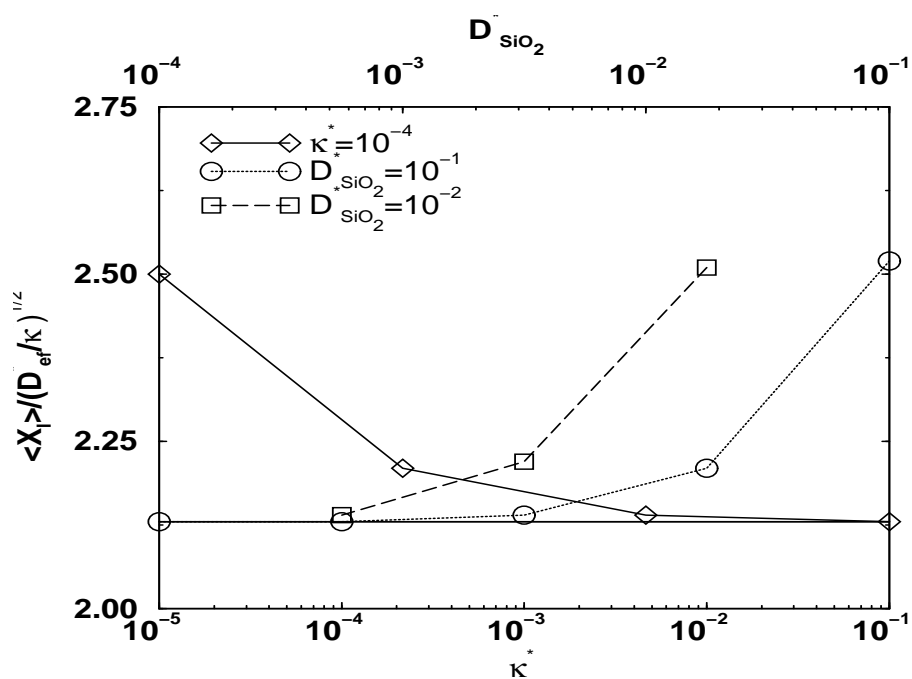 D*SiO₂
10⁻⁴ 10⁻³ 10⁻² 10⁻¹
2.75
κ*=10⁻⁴
D*SiO₂=10⁻¹
D*SiO₂=10⁻²
2.50
<X_I>/(D*ef/κ*)^1/2
2.25
2.00
10⁻⁵ 10⁻⁴ 10⁻³ 10⁻² 10⁻¹
κ*